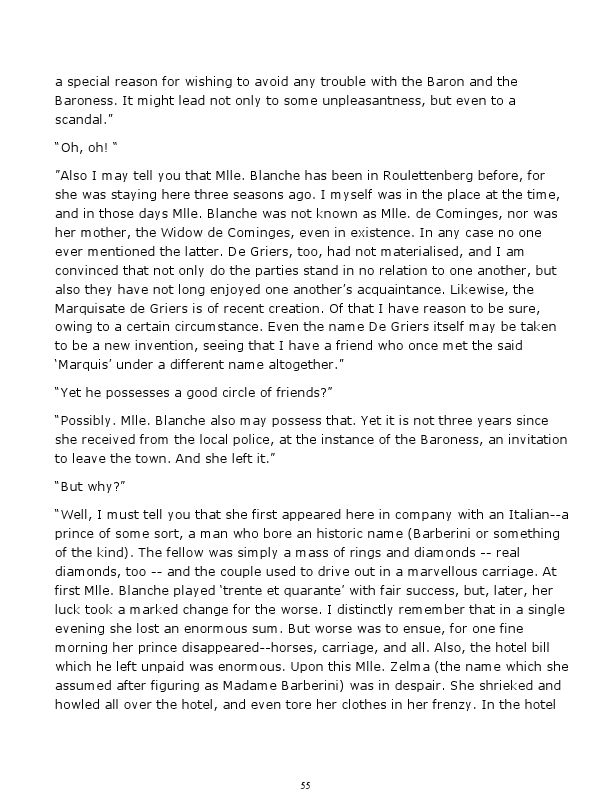 a special reason for wishing to avoid any trouble with the Baron and the
Baroness. It might lead not only to some unpleasantness, but even to a
scandal.”
“Oh, oh! “
”Also I may tell you that Mlle. Blanche has been in Roulettenberg before, for
she was staying here three seasons ago. I myself was in the place at the time,
and in those days Mlle. Blanche was not known as Mlle. de Cominges, nor was
her mother, the Widow de Cominges, even in existence. In any case no one
ever mentioned the latter. De Griers, too, had not materialised, and I am
convinced that not only do the parties stand in no relation to one another, but
also they have not long enjoyed one another’s acquaintance. Likewise, the
Marquisate de Griers is of recent creation. Of that I have reason to be sure,
owing to a certain circumstance. Even the name De Griers itself may be taken
to be a new invention, seeing that I have a friend who once met the said
‘Marquis’ under a different name altogether.”
“Yet he possesses a good circle of friends?”
“Possibly. Mlle. Blanche also may possess that. Yet it is not three years since
she received from the local police, at the instance of the Baroness, an invitation
to leave the town. And she left it.”
“But why?”
“Well, I must tell you that she first appeared here in company with an Italian--a
prince of some sort, a man who bore an historic name (Barberini or something
of the kind). The fellow was simply a mass of rings and diamonds -- real
diamonds, too -- and the couple used to drive out in a marvellous carriage. At
first Mlle. Blanche played ‘trente et quarante’ with fair success, but, later, her
luck took a marked change for the worse. I distinctly remember that in a single
evening she lost an enormous sum. But worse was to ensue, for one fine
morning her prince disappeared--horses, carriage, and all. Also, the hotel bill
which he left unpaid was enormous. Upon this Mlle. Zelma (the name which she
assumed after figuring as Madame Barberini) was in despair. She shrieked and
howled all over the hotel, and even tore her clothes in her frenzy. In the hotel
55